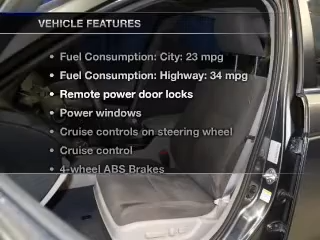 VEHICLE FEATURES
• Fuel Consumption: City: 23 mpg
• Fuel Consumption: Highway: 34 mpg
• Remote power door locks
• Power windows
• Cruise controls on steering wheel
• Cruise control
• 4-wheel ABS Brakes